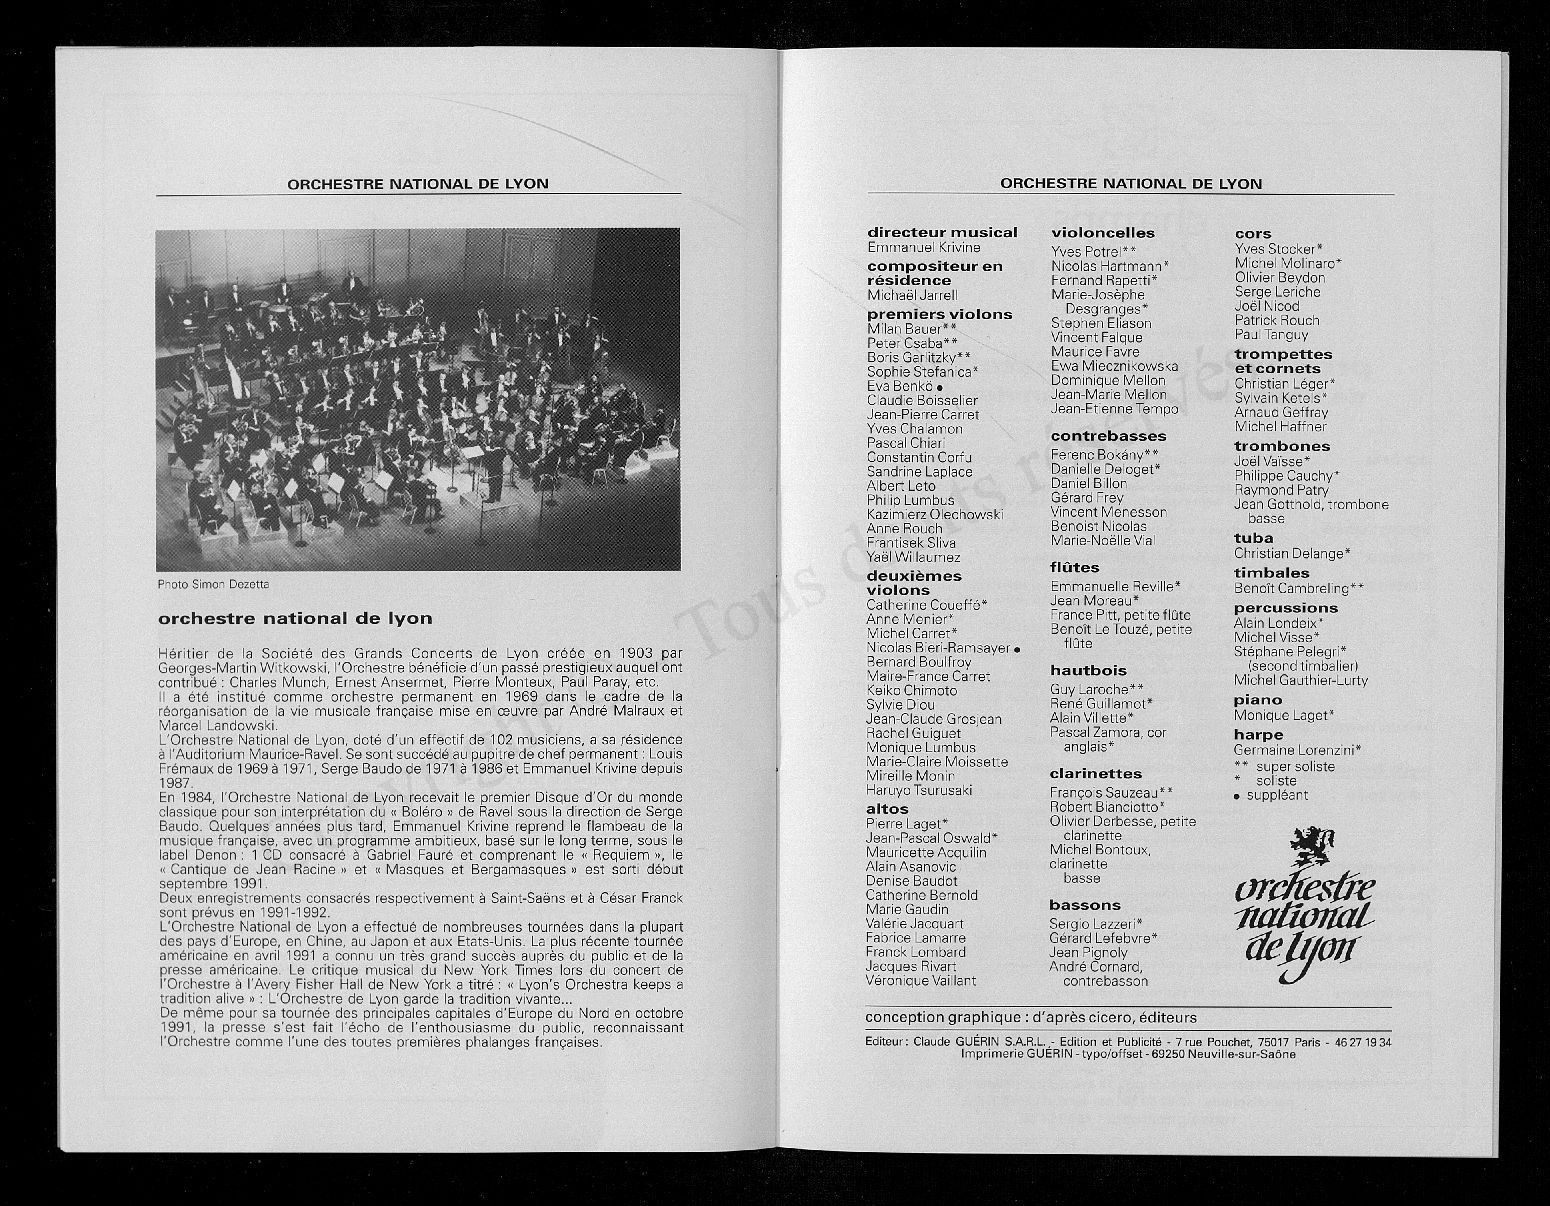 ORCHESTRE NATIONAL DE LYON
Photo Simon Dezetta
orchestre national de lyon
Héritier de la Société des Grands Concerts de Lyon créée en 1903 par
Georges-Martin Witkowski, l'Orchestre bénéficie d'un passé prestigieux auquel ont
contribué : Charles Munch, Ernest Ansermet, Pierre Monteux, Paul Paray, etc.
Il a été institué comme orchestre permanent en 1969 dans le cadre de la
réorganisation de la vie musicale française mise en œuvre par André Malraux et
Marcel Landowski.
L'Orchestre National de Lyon, doté d'un effectif de 102 musiciens, a sa résidence
à l'Auditorium Maurice-Ravel. Se sont succédé au pupitre de chef permanent : Louis
Frémaux de 1969 à 1971, Serge Baudo de 1971 à 1986 et Emmanuel Krivine depuis
1987.
En 1984, l'Orchestre National de Lyon recevait le premier Disque d'Or du monde
classique pour son interprétation du « Boléro » de Ravel sous la direction de Serge
Baudo. Quelques années plus tard, Emmanuel Krivine reprend le flambeau de la
musique française, avec un programme ambitieux, basé sur le long terme, sous le
label Denon : 1 CD consacré à Gabriel Fauré et comprenant le « Requiem », le
« Cantique de Jean Racine » et « Masques et Bergamasques » est sorti début
septembre 1991.
Deux enregistrements consacrés respectivement à Saint-Saëns et à César Franck
sont prévus en 1991-1992.
L'Orchestre National de Lyon a effectué de nombreuses tournées dans la plupart
des pays d'Europe, en Chine, au Japon et aux Etats-Unis. La plus récente tournée
américaine en avril 1991 a connu un très grand succès auprès du public et de la
presse américaine. Le critique musical du New York Times lors du concert de
l'Orchestre à l'Avery Fisher Hall de New York a titré : « Lyon's Orchestra keeps a
tradition alive » : L'Orchestre de Lyon garde la tradition vivante...
De même pour sa tournée des principales capitales d'Europe du Nord en octobre
1991, la presse s'est fait l'écho de l'enthousiasme du public, reconnaissant
l'Orchestre comme l'une des toutes premières phalanges françaises.
ORCHESTRE NATIONAL DE LYON
directeur musical
Emmanuel Krivine
compositeur en
résidence
Michaël Jarrell
premiers violons
Milan Bauer**
Peter Csaba**
Boris Garlitzky**
Sophie Stefanica*
Eva Benkö ●
Claudie Boisselier
Jean-Pierre Carret
Yves Chalamon
Pascal Chiari
Constantin Corfu
Sandrine Laplace
Albert Leto
Philip Lumbus
Kazimierz Olechowski
Anne Rouch
Frantisek Sliva
Yaël Willaumez
deuxièmes
violons
Catherine Coueffé*
Anne Menier*
Michel Carret*
Nicolas Bieri-Ramsayer ●
Bernard Boulfroy
Maire-France Carret
Keiko Chimoto
Sylvie Diou
Jean-Claude Grosjean
Rachel Guiguet
Monique Lumbus
Marie-Claire Moissette
Mireille Monin
Haruyo Tsurusaki
altos
Pierre Laget*
Jean-Pascal Oswald*
Mauricette Acquilin
Alain Asanovic
Denise Baudot
Catherine Bernold
Marie Gaudin
Valérie Jacquart
Fabrice Lamarre
Franck Lombard
Jacques Rivart
Véronique Vaillant
violoncelles
Yves Potrel**
Nicolas Hartmann*
Fernand Rapetti*
Marie-Josèphe
Desgranges*
Stephen Eliason
Vincent Falque
Maurice Favre
Ewa Miecznikowska
Dominique Mellon
Jean-Marie Mellon
Jean-Etienne Tempo
contrebasses
Ferenc Bokány**
Danielle Deloget*
Daniel Billon
Gérard Frey
Vincent Menesson
Benoist Nicolas
Marie-Noëlle Vial
flûtes
Emmanuelle Reville*
Jean Moreau*
France Pitt, petite flûte
Benoît Le Touzé, petite
flûte
hautbois
Guy Laroche**
René Guillamot*
Alain Villette*
Pascal Zamora, cor
anglais*
clarinettes
François Sauzeau**
Robert Bianciotto*
Olivier Derbesse, petite
clarinette
Michel Bontoux,
clarinette
basse
bassons
Sergio Lazzeri*
Gérard Lefebvre*
Jean Pignoly
André Cornard,
contrebasson
cors
Yves Stocker*
Michel Molinaro*
Olivier Beydon
Serge Leriche
Joël Nicod
Patrick Rouch
Paul Tanguy
trompettes
et cornets
Christian Léger*
Sylvain Ketels*
Arnaud Geffray
Michel Haffner
trombones
Joël Vaïsse*
Philippe Cauchy*
Raymond Patry
Jean Gotthold, trombone
basse
tuba
Christian Delange*
timbales
Benoît Cambreling**
percussions
Alain Londeix*
Michel Visse*
Stéphane Pelegri*
(second timbalier)
Michel Gauthier-Lurty
piano
Monique Laget*
harpe
Germaine Lorenzini*
** super soliste
* soliste
● suppléant
orchestre
national
de lyon
conception graphique : d'après cicero, éditeurs
Editeur : Claude GUÉRIN S.A.R.L. - Edition et Publicité - 7 rue Pouchet, 75017 Paris - 46 27 19 34
Imprimerie GUÉRIN - typo/offset - 69250 Neuville-sur-Saône